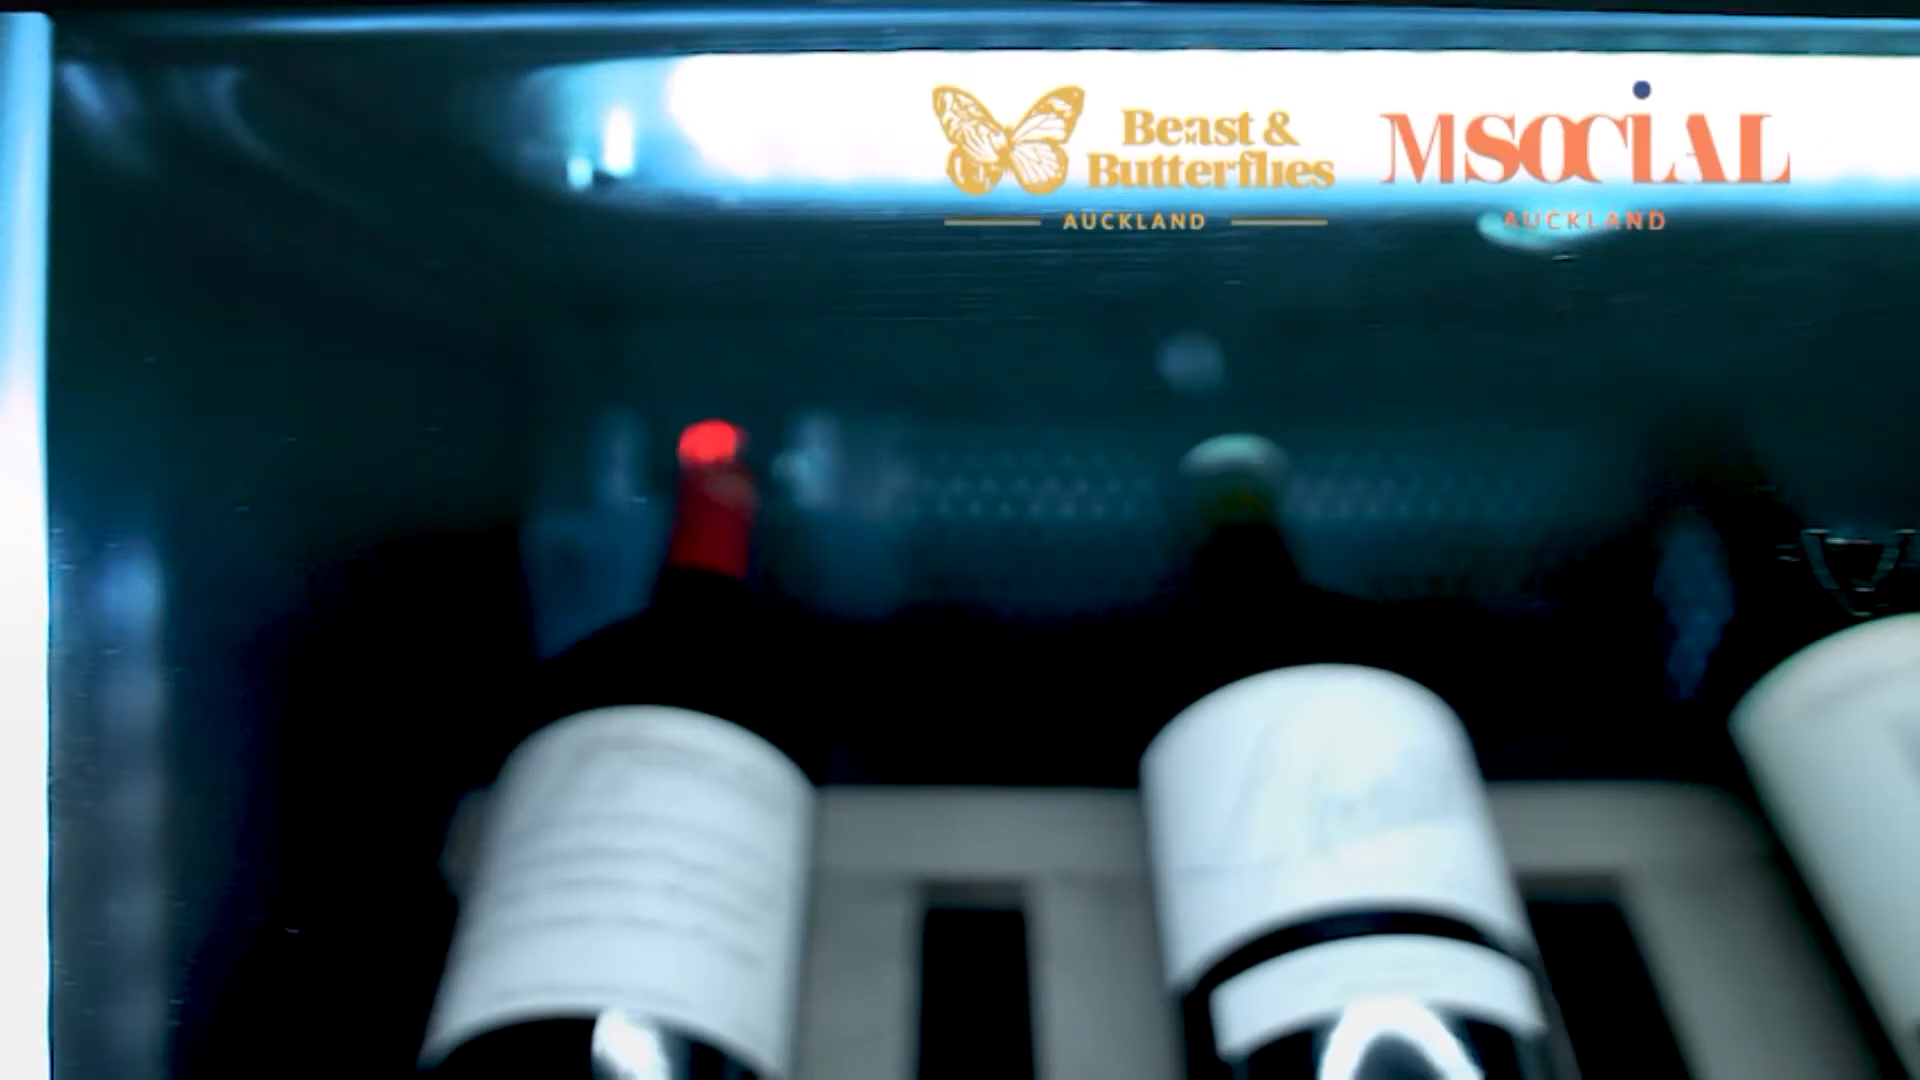 Beast &
Butterflies
AUCKLAND
MSOCIAL
AUCKLAND